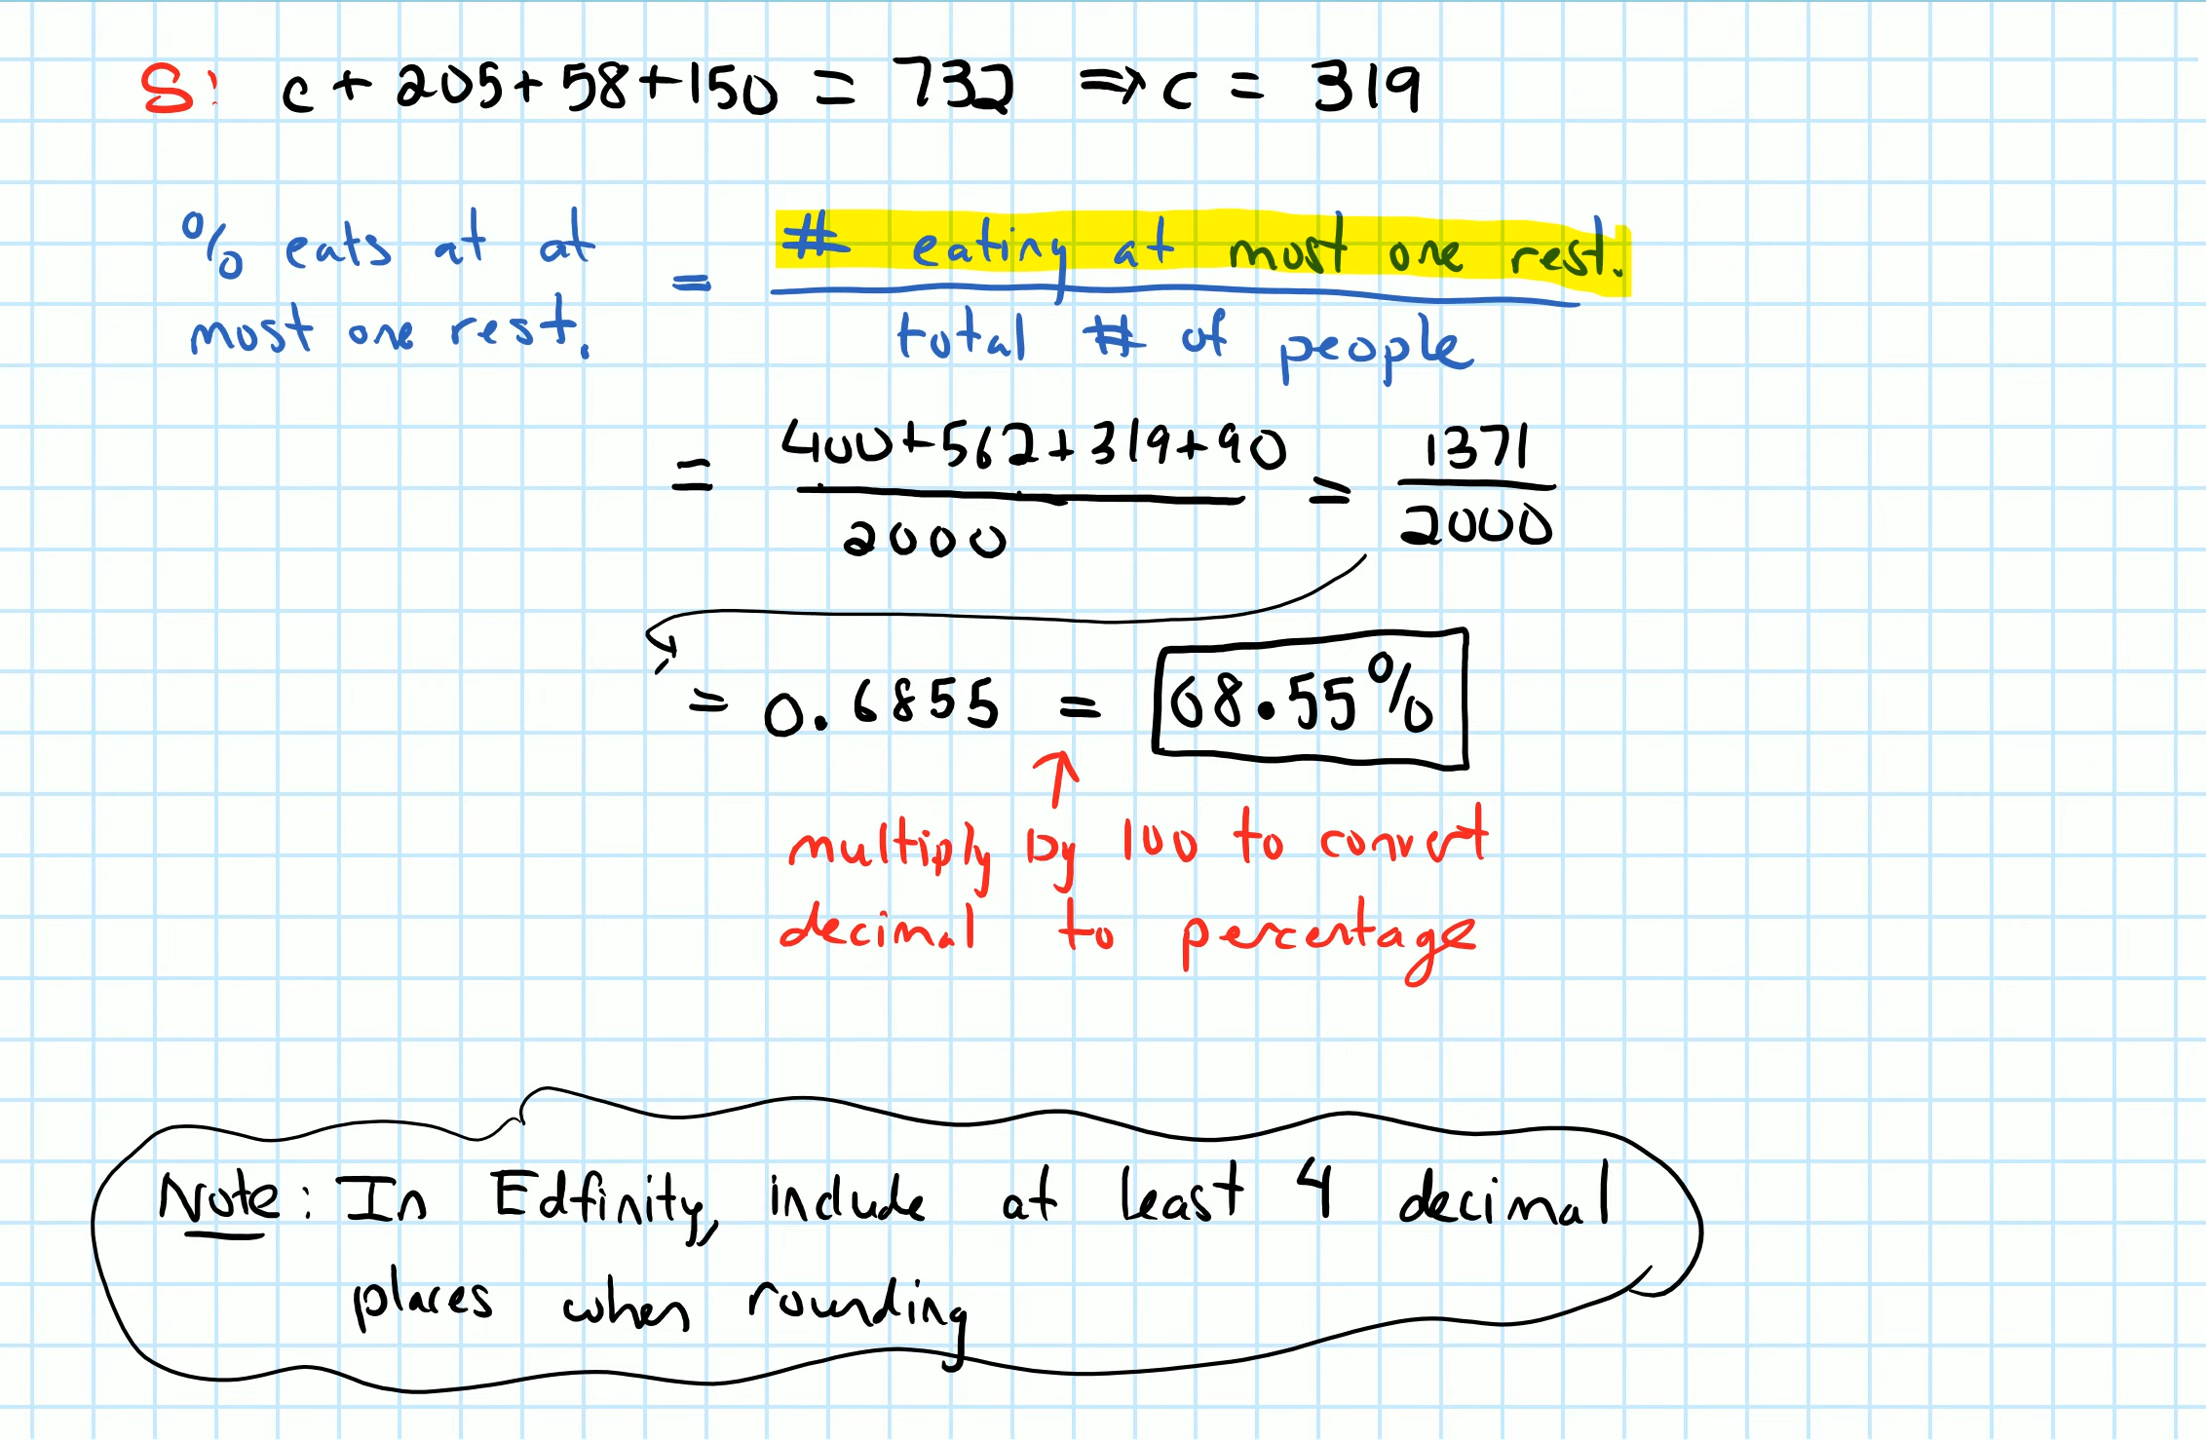 S: c + 205 + 58 + 150 = 732 ⇒ c = 319
% eats at at most one rest. = # eating at most one rest. / total # of people
= 400+562+319+90 / 2000 = 1371 / 2000
= 0.6855 = 68.55%
multiply by 100 to convert
decimal to percentage
Note: In Edfinity, include at least 4 decimal
places when rounding